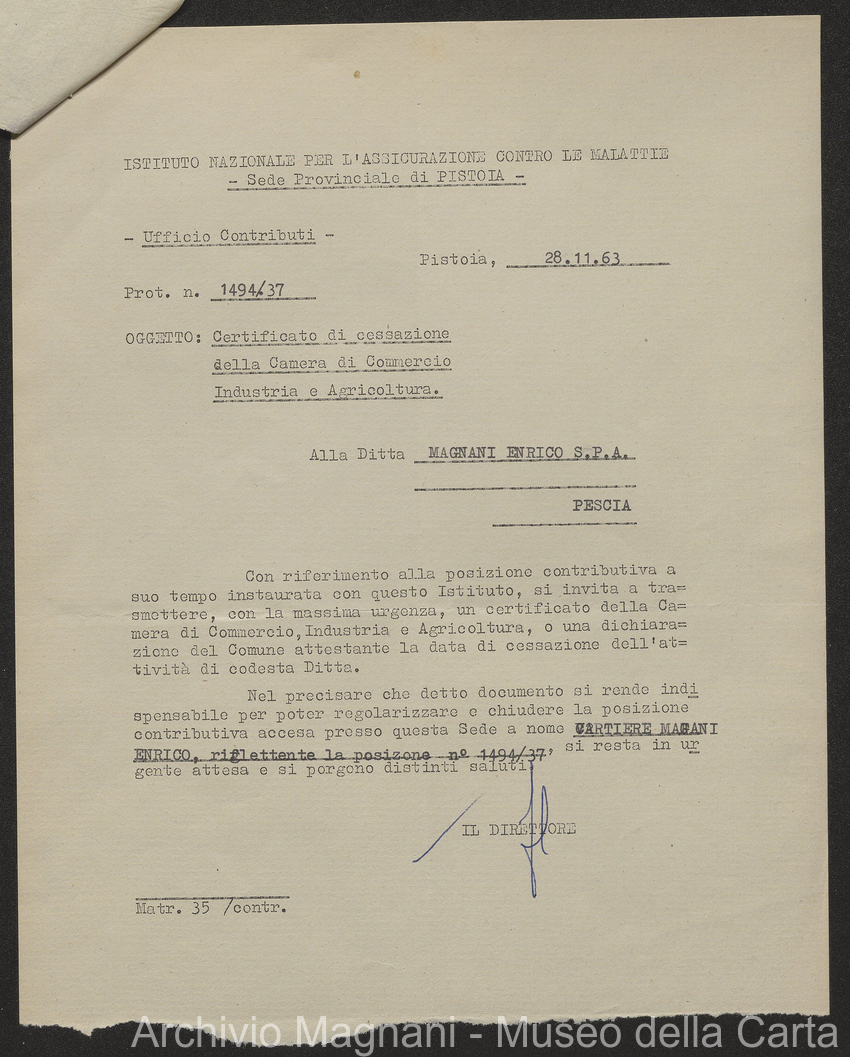 ISTITUTO NAZIONALE PER L'ASSICURAZIONE CONTRO LE MALATTIE
- Sede Provinciale di PISTOIA -
- Ufficio Contributi -
Pistoia, 28.11.63
Prot. n. 1494/37
OGGETTO: Certificato di cessazione
della Camera di Commercio
Industria e Agricoltura.
Alla Ditta MAGNANI ENRICO S.P.A.
PESCIA
Con riferimento alla posizione contributiva a
suo tempo instaurata con questo Istituto, si invita a tra=
smettere, con la massima urgenza, un certificato della Ca=
mera di Commercio,Industria e Agricoltura, o una dichiara=
zione del Comune attestante la data di cessazione dell'at=
tività di codesta Ditta.
Nel precisare che detto documento si rende indi
spensabile per poter regolarizzare e chiudere la posizione
contributiva accesa presso questa Sede a nome CARTIERE MAGANI
ENRICO, riflettente la posizone nº 1494/37, si resta in ur
gente attesa e si porgono distinti saluti
IL DIRETTORE
Matr. 35 /contr.
Archivio Magnani - Museo della Carta